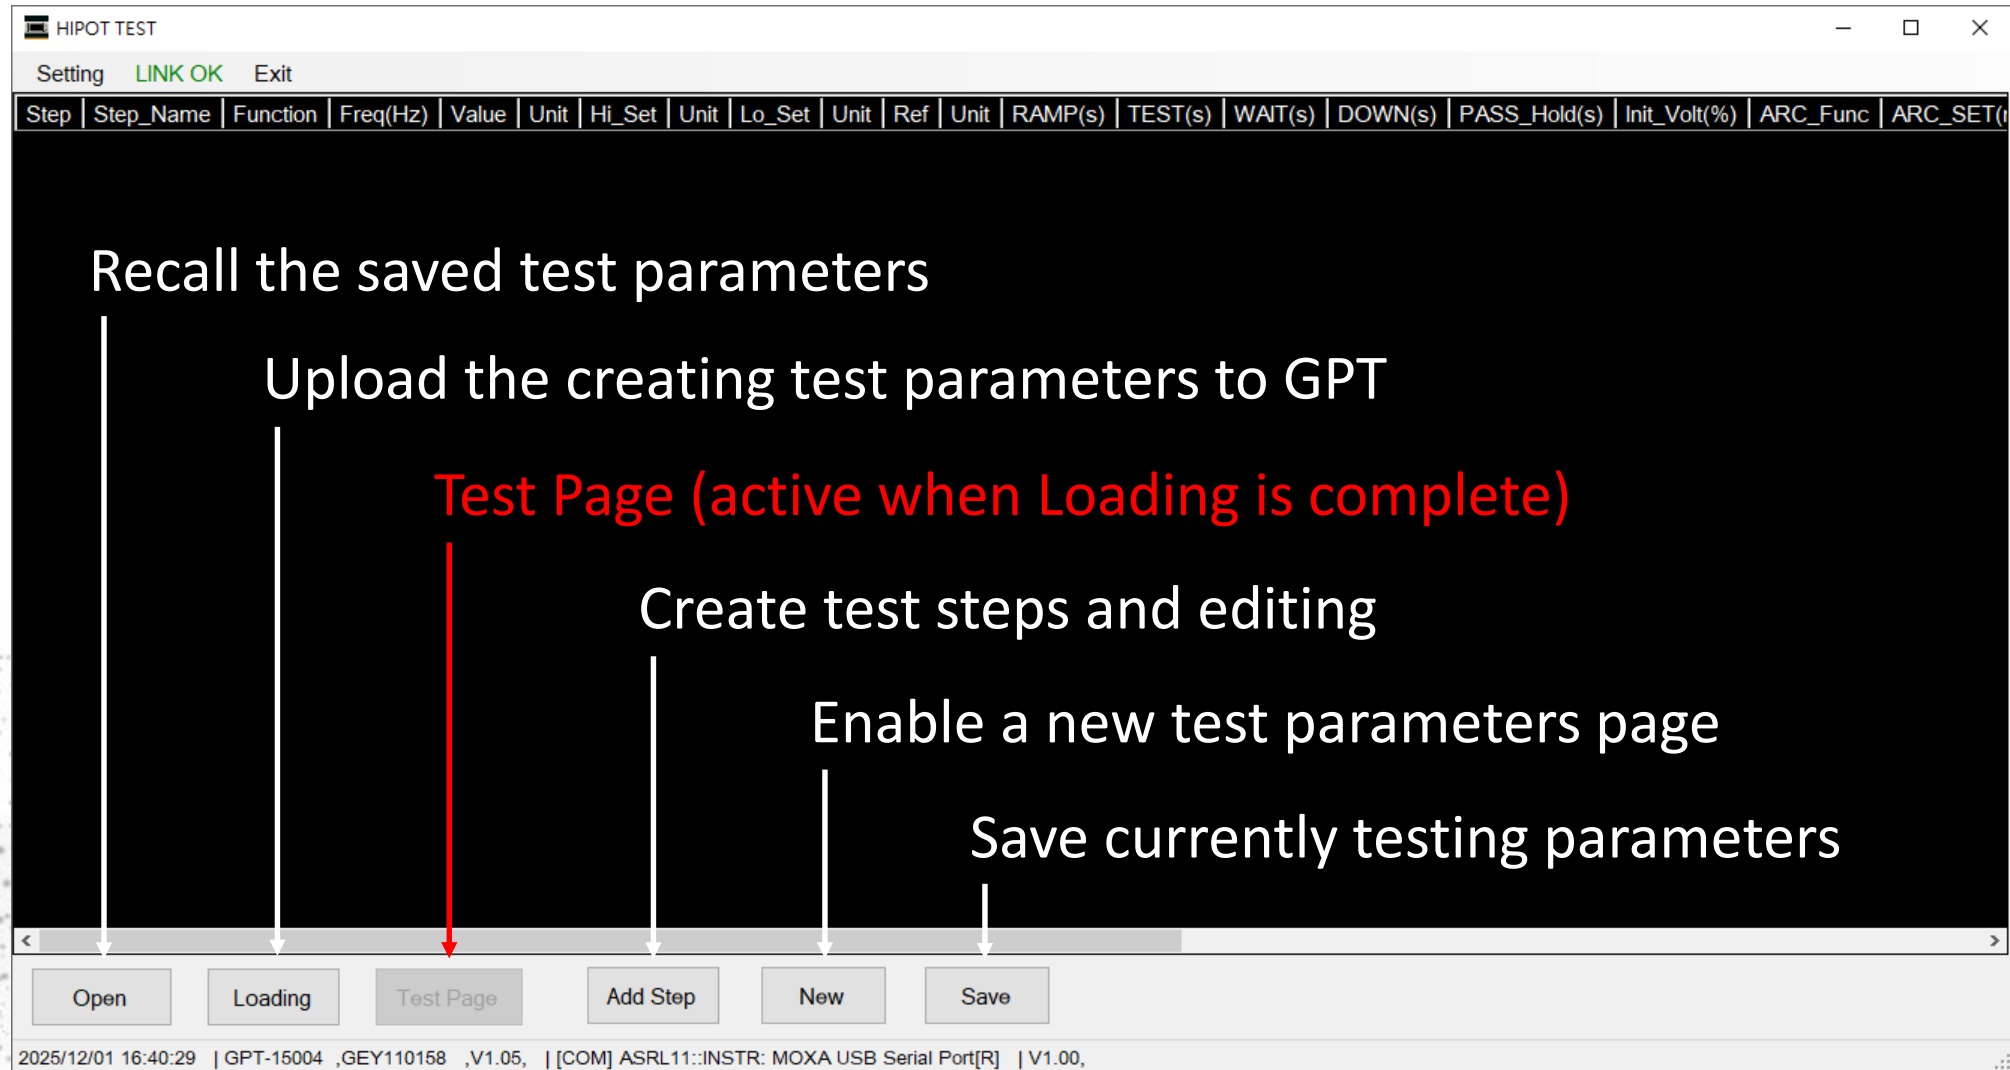 HIPOT TEST
Setting LINK OK Exit
Step Step_Name Function Freq(Hz) Value Unit Hi_Set Unit Lo_Set Unit Ref Unit RAMP(s) TEST(s) WAIT(s) DOWN(s) PASS_Hold(s) Init_Volt(%) ARC_Func ARC_SET(
Recall the saved test parameters
Upload the creating test parameters to GPT
Test Page (active when Loading is complete)
Create test steps and editing
Enable a new test parameters page
Save currently testing parameters
Open Loading Test Page Add Step New Save
2025/12/01 16:40:29 | GPT-15004 ,GEY110158 ,V1.05, | [COM] ASRL11::INSTR: MOXA USB Serial Port[R] | V1.00,